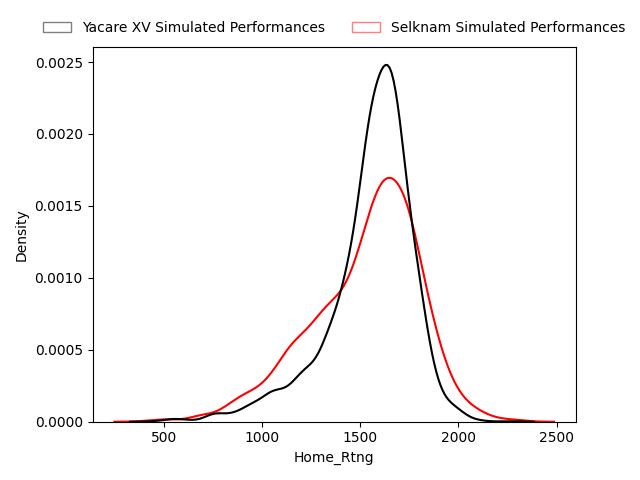 Yacare XV Simulated Performances Selknam Simulated Performances
0.0025
0.0020
0.0015
0.0010
0.0005
0.0000
Density
500 1000 1500 2000 2500
Home_Rtng